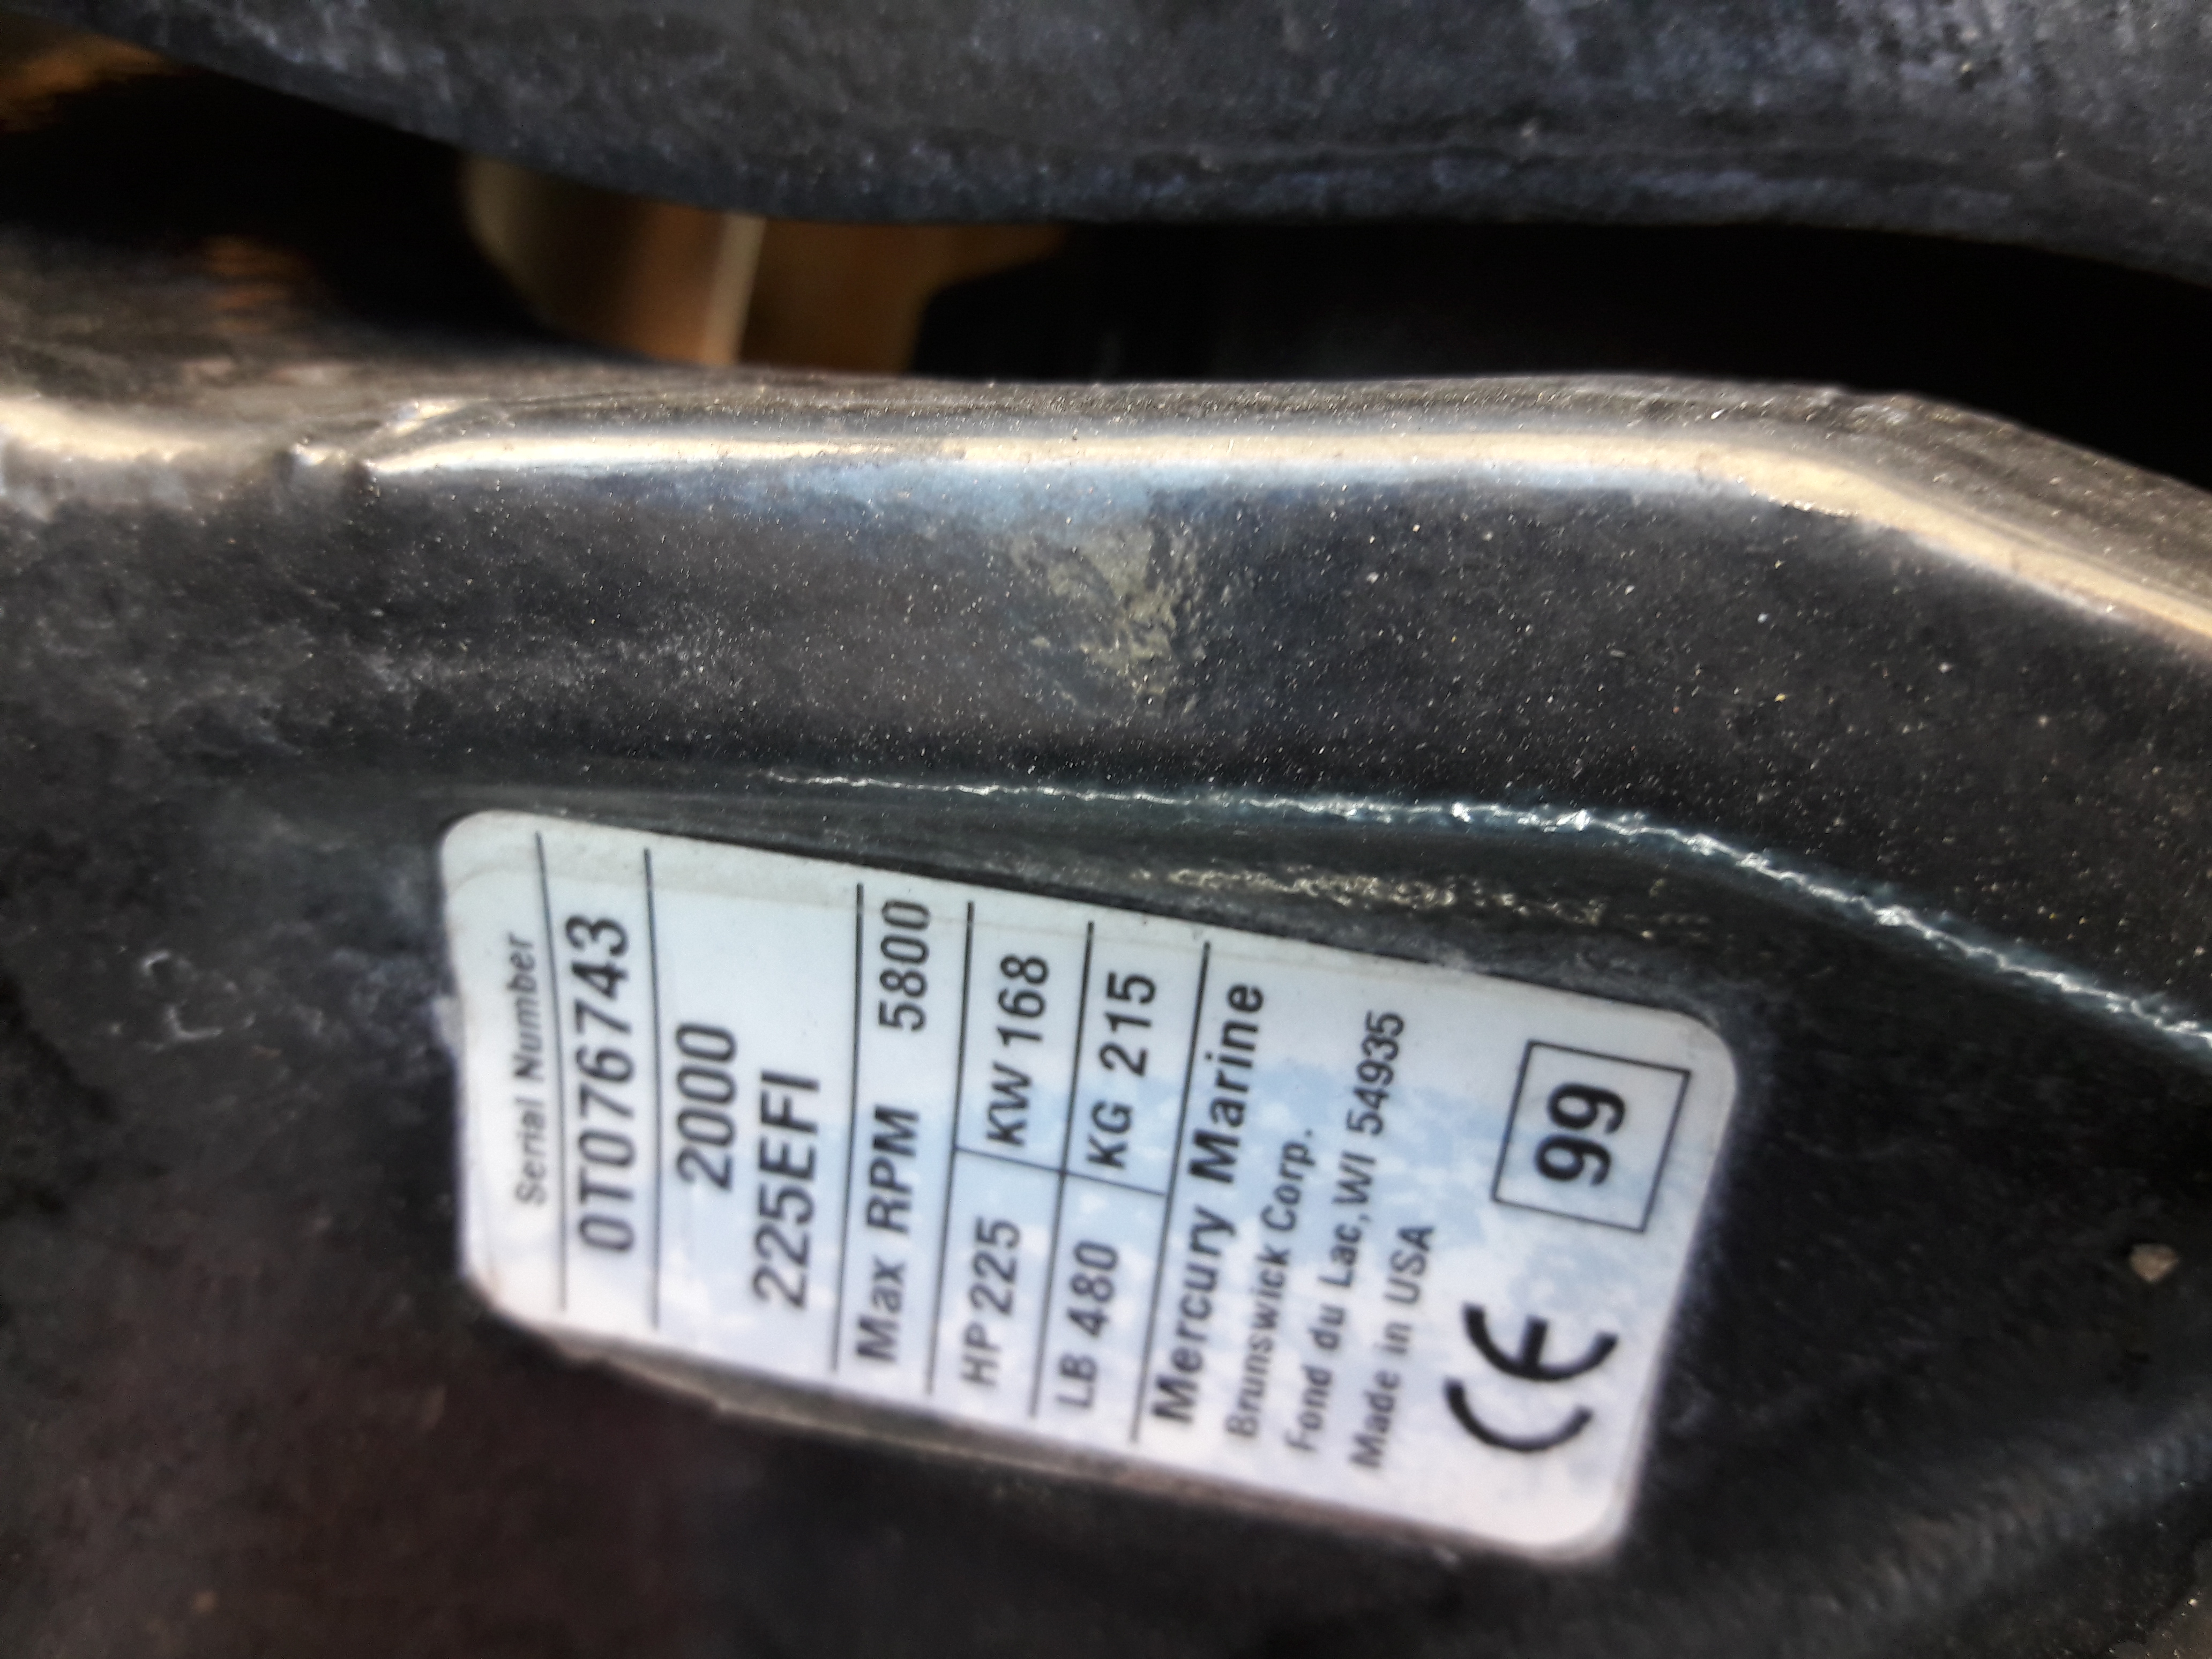 Serial Number
0T076743
2000
225EFI
Max RPM 5800
HP 225 KW 168
LB 480 KG 215
Mercury Marine
Brunswick Corp.
Fond du Lac, WI 54935
Made in USA
CE 99